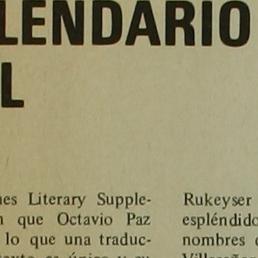 LENDARIO
L
es Literary Supple-
que Octavio Paz
lo que una traduc-
Rukeyser
espléndido
nombres